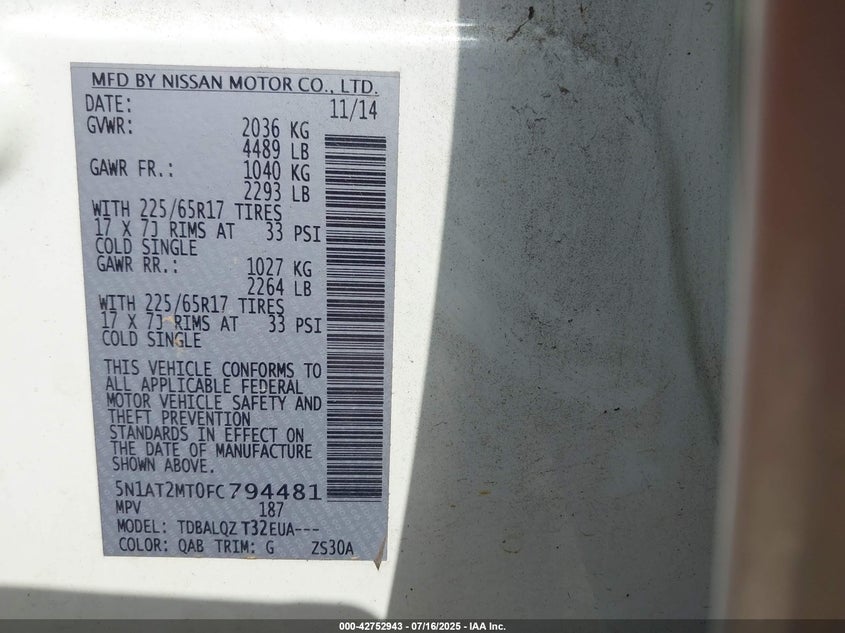 MFD BY NISSAN MOTOR CO., LTD.
DATE: 11/14
GVWR: 2036 KG
4489 LB
GAWR FR.: 1040 KG
2293 LB
WITH 225/65R17 TIRES
17 X 7J RIMS AT 33 PSI
COLD SINGLE
GAWR RR.: 1027 KG
2264 LB
WITH 225/65R17 TIRES
17 X 7J RIMS AT 33 PSI
COLD SINGLE
THIS VEHICLE CONFORMS TO
ALL APPLICABLE FEDERAL
MOTOR VEHICLE SAFETY AND
THEFT PREVENTION
STANDARDS IN EFFECT ON
THE DATE OF MANUFACTURE
SHOWN ABOVE.
5N1AT2MT0FC794481
MPV 187
MODEL: TDBALQZ T32EUA---
COLOR: QAB TRIM: G ZS30A
000-42752943 - 07/16/2025 - IAA Inc.